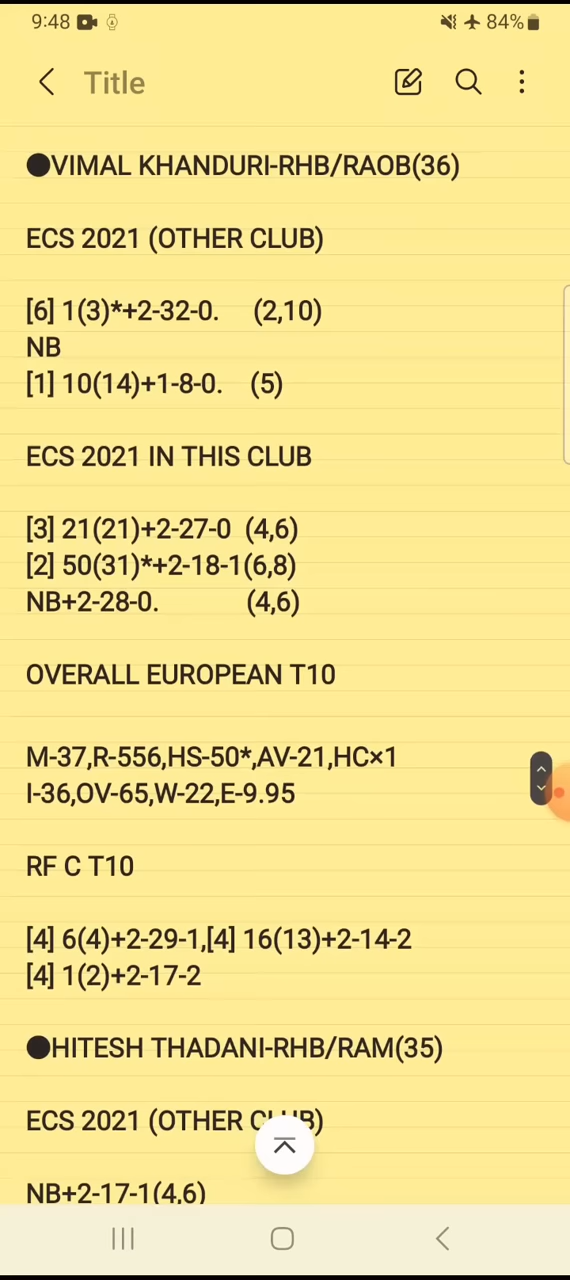 9:48
84%
Title
●VIMAL KHANDURI-RHB/RAOB(36)
ECS 2021 (OTHER CLUB)
[6] 1(3)*+2-32-0. (2,10)
NB
[1] 10(14)+1-8-0. (5)
ECS 2021 IN THIS CLUB
[3] 21(21)+2-27-0 (4,6)
[2] 50(31)*+2-18-1(6,8)
NB+2-28-0. (4,6)
OVERALL EUROPEAN T10
M-37,R-556,HS-50*,AV-21,HC×1
I-36,OV-65,W-22,E-9.95
RF C T10
[4] 6(4)+2-29-1,[4] 16(13)+2-14-2
[4] 1(2)+2-17-2
●HITESH THADANI-RHB/RAM(35)
ECS 2021 (OTHER CLUB)
NB+2-17-1(4,6)